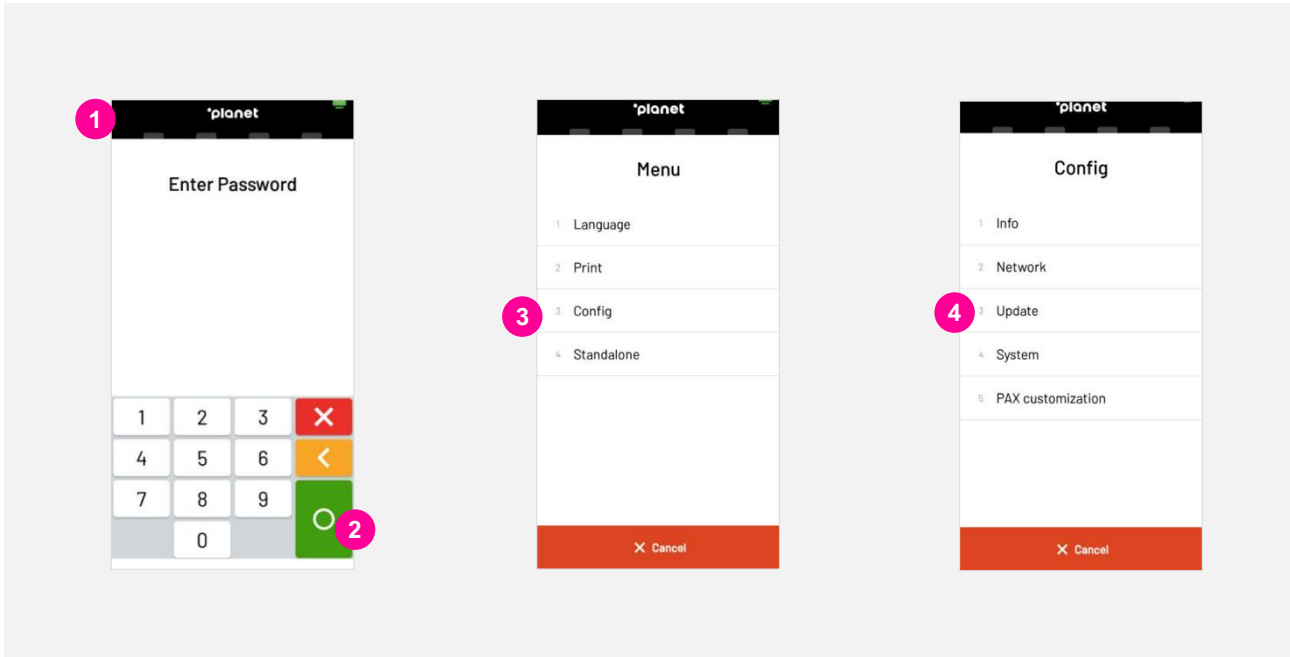 1
planet
Enter Password
1 2 3
4 5 6
7 8 9
0
2
planet
Menu
1 Language
2 Print
3
3 Config
4 Standalone
Cancel
planet
Config
1 Info
2 Network
4
3 Update
4 System
5 PAX customization
Cancel